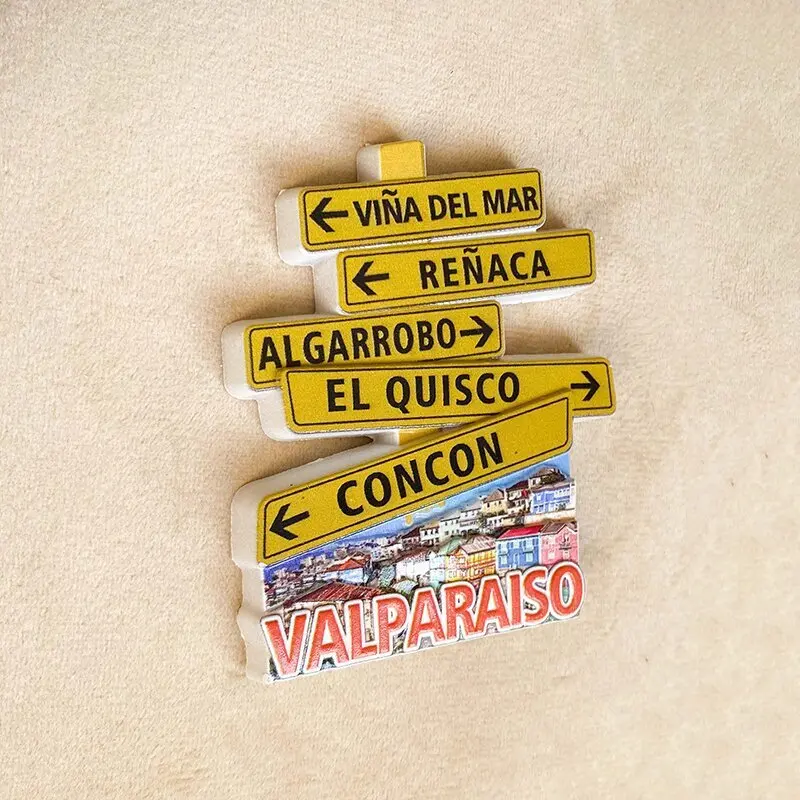 ← VIÑA DEL MAR
← REÑACA
ALGARROBO →
EL QUISCO →
← CONCON
VALPARAISO